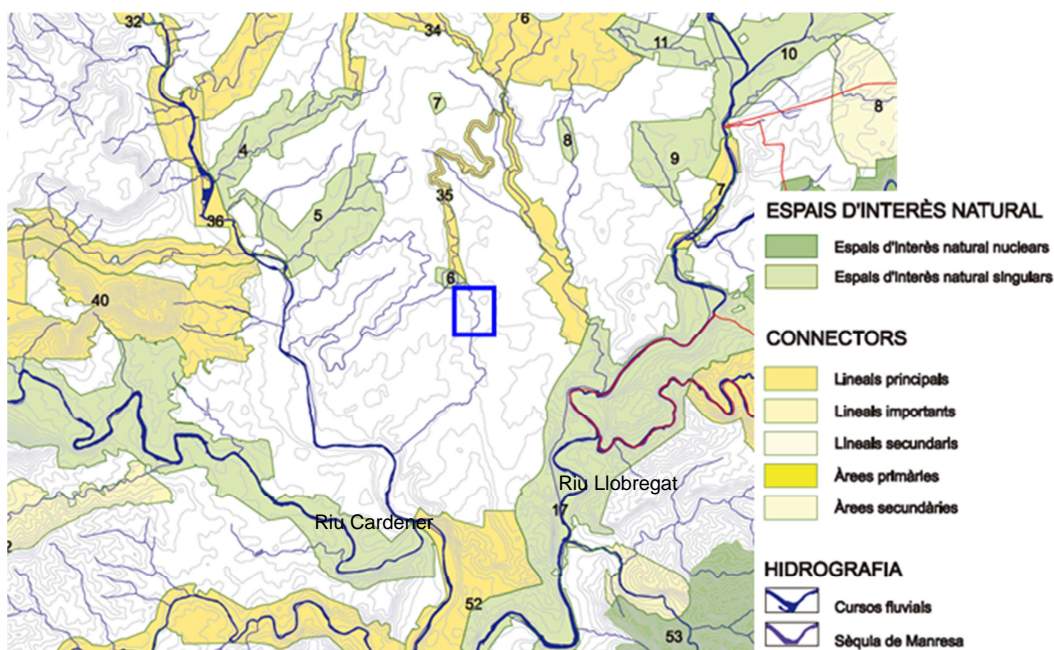 32
34
6
11
10
7
8
4
8
9
5
35
7
36
6
40
Riu Llobregat
17
Riu Cardener
2
52
53
ESPAIS D'INTERÈS NATURAL
Espais d'Interès natural nuclears
Espais d'Interès natural singulars
CONNECTORS
Lineals principals
Lineals importants
Lineals secundaris
Àrees primàries
Àrees secundàries
HIDROGRAFIA
Cursos fluvials
Sèquia de Manresa